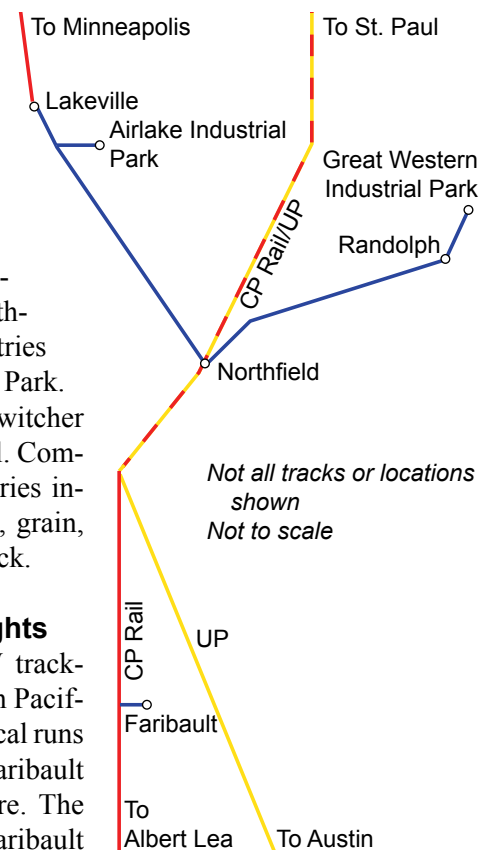 To Minneapolis
To St. Paul
Lakeville
Airlake Industrial
Park
Great Western
Industrial Park
Randolph
CP Rail/UP
Northfield
-
th-
tries
Park.
witcher
l. Com-
ries in-
, grain,
ck.
Not all tracks or locations
shown
Not to scale
ghts
track-
n Pacif-
cal runs
aribault
re. The
aribault
CP Rail
UP
Faribault
To
Albert Lea
To Austin